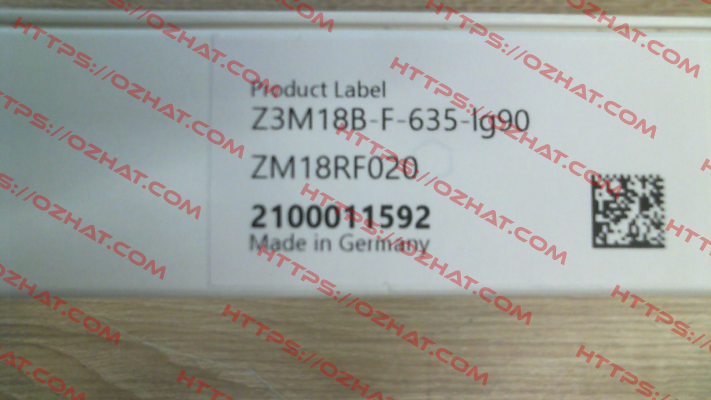 Product Label
Z3M18B-F-635-lg90
ZM18RF020
2100011592
Made in Germany
HTTPS://OZHAT.COM